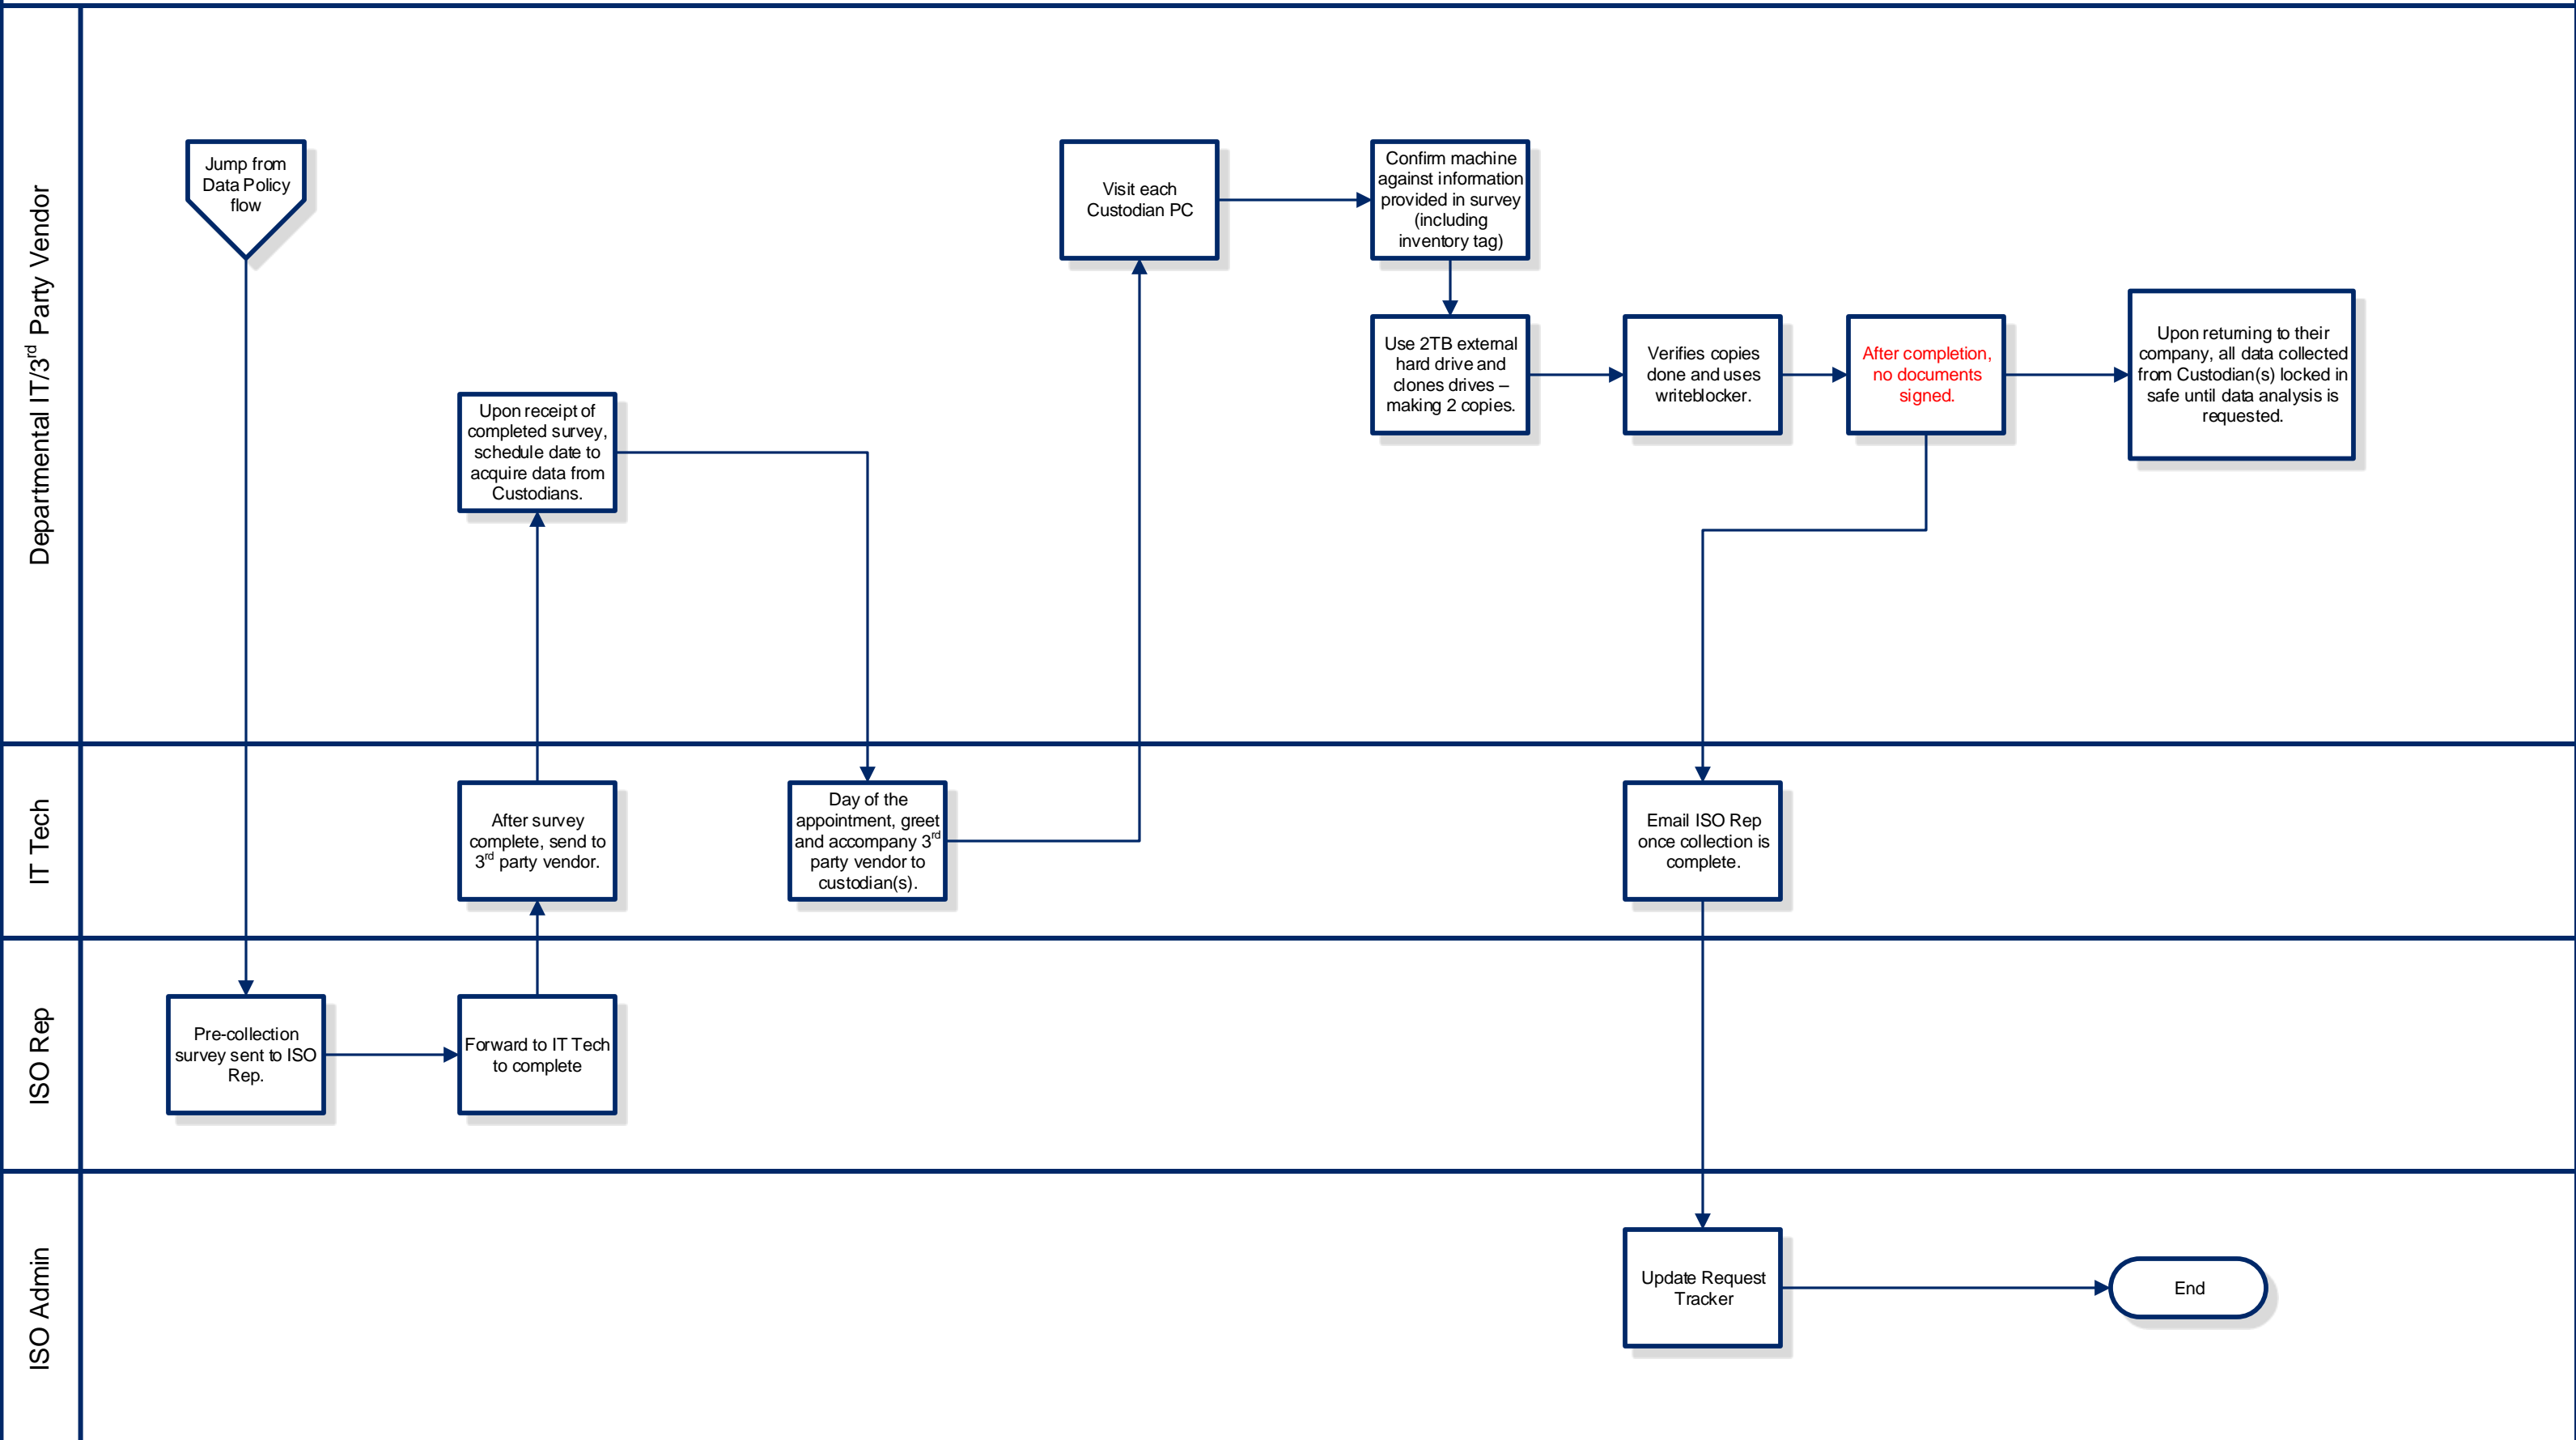 Departmental IT/3rd Party Vendor
Jump from
Data Policy
flow
Visit each
Custodian PC
Confirm machine
against information
provided in survey
(including
inventory tag)
Use 2TB external
hard drive and
clones drives –
making 2 copies.
Verifies copies
done and uses
writeblocker.
After completion,
no documents
signed.
Upon returning to their
company, all data collected
from Custodian(s) locked in
safe until data analysis is
requested.
Upon receipt of
completed survey,
schedule date to
acquire data from
Custodians.
IT Tech
After survey
complete, send to
3rd party vendor.
Day of the
appointment, greet
and accompany 3rd
party vendor to
custodian(s).
Email ISO Rep
once collection is
complete.
ISO Rep
Pre-collection
survey sent to ISO
Rep.
Forward to IT Tech
to complete
ISO Admin
Update Request
Tracker
End